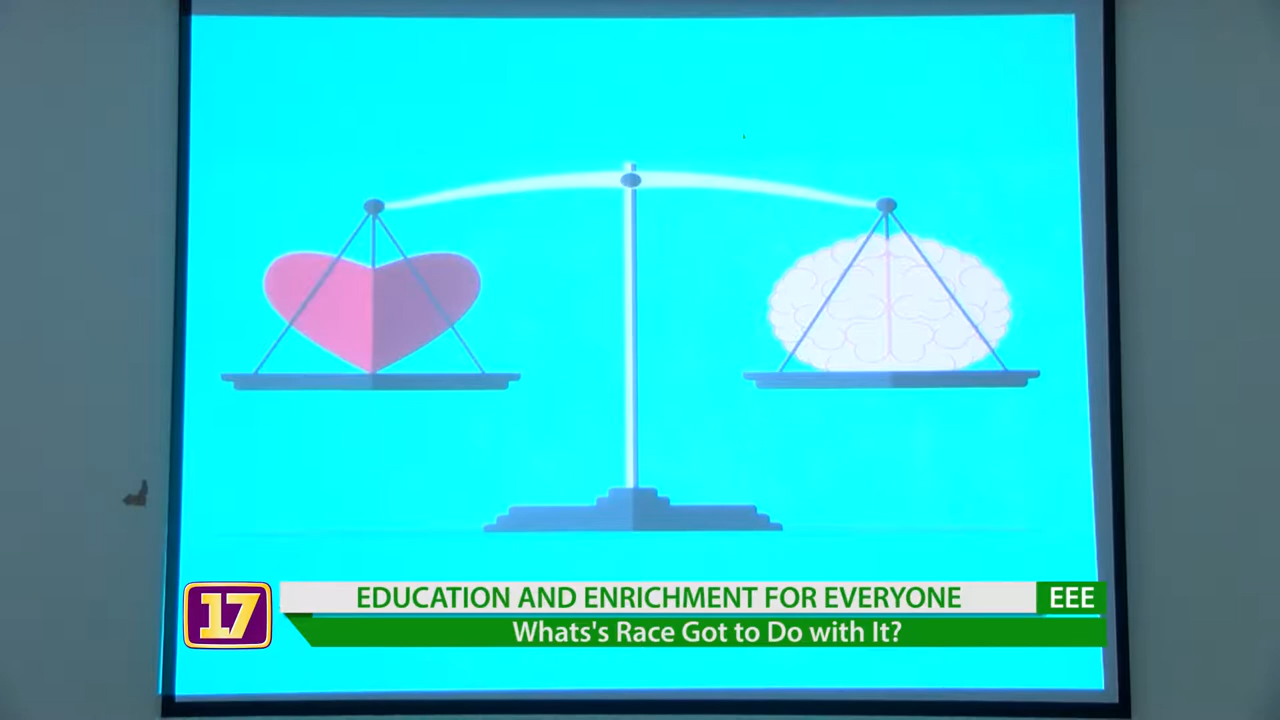 17
EDUCATION AND ENRICHMENT FOR EVERYONE
EEE
Whats's Race Got to Do with It?